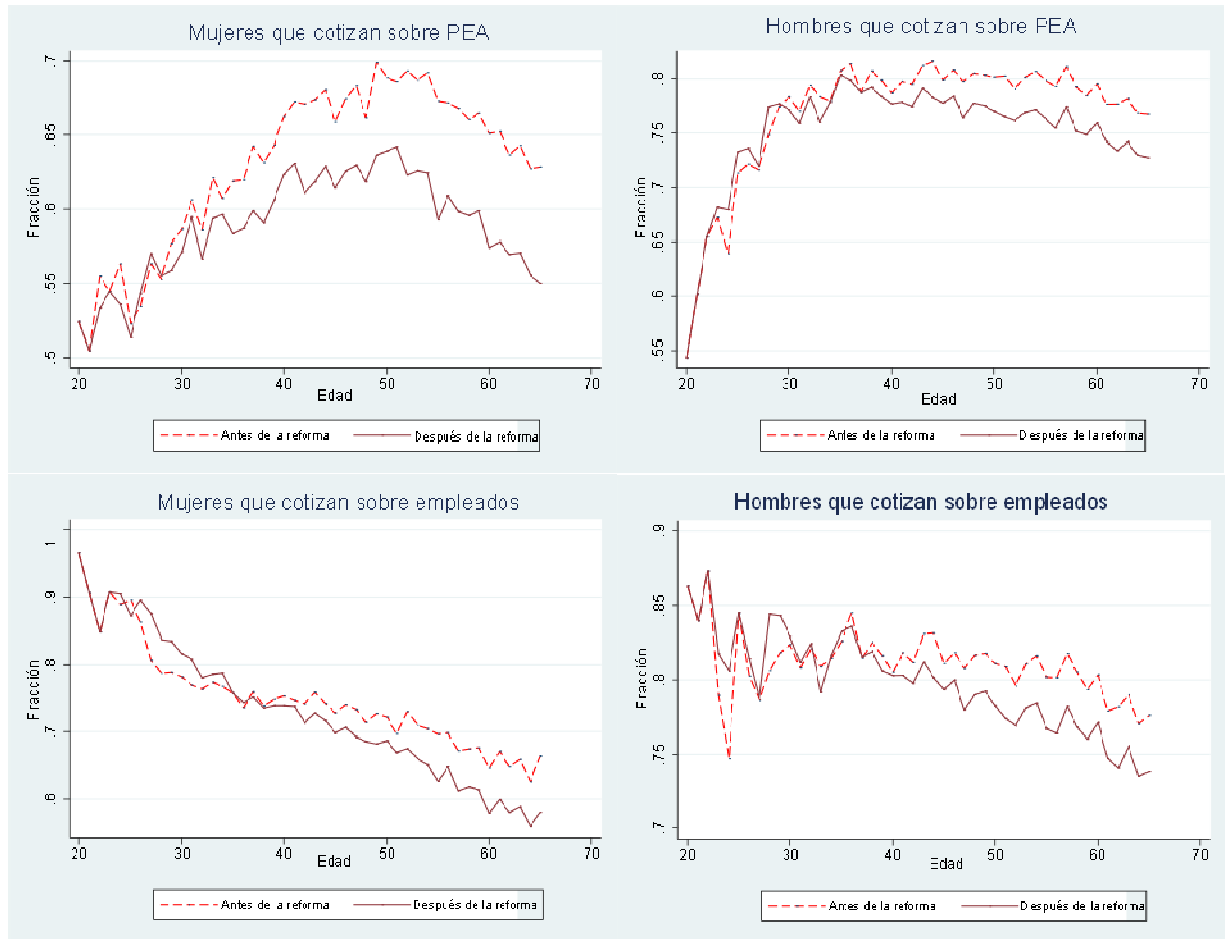 Mujeres que cotizan sobre PEA
Fracción
.7
.65
.6
.55
.5
20 30 40 50 60 70
Edad
Antes de la reforma Después de la reforma
Hombres que cotizan sobre PEA
Fracción
.8
.75
.7
.65
.6
.55
20 30 40 50 60 70
Edad
Antes de la reforma Después de la reforma
Mujeres que cotizan sobre empleados
Fracción
1
.9
.8
.7
.6
20 30 40 50 60 70
Edad
Antes de la reforma Después de la reforma
Hombres que cotizan sobre empleados
Fracción
.9
.85
.8
.75
.7
20 30 40 50 60 70
Edad
Antes de la reforma Después de la reforma